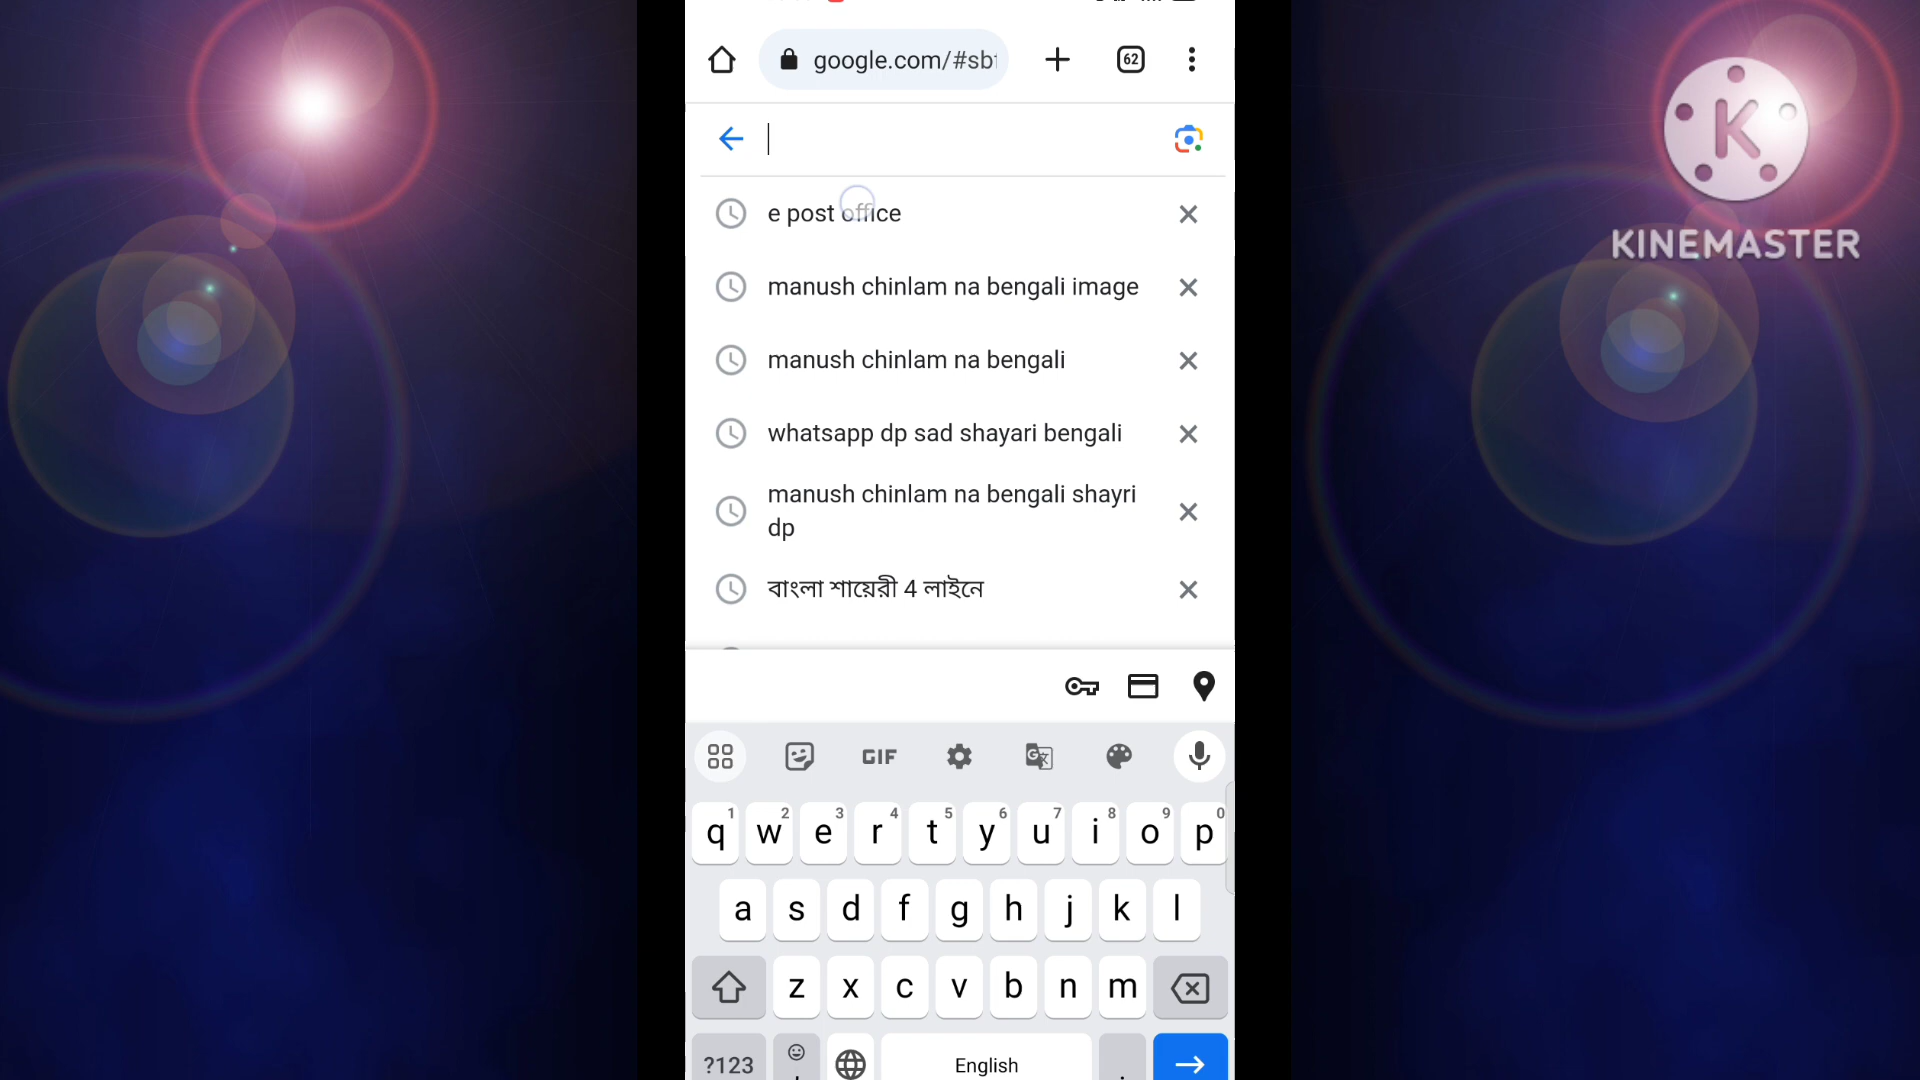 google.com/#sb
62
e post office
manush chinlam na bengali image
manush chinlam na bengali
whatsapp dp sad shayari bengali
manush chinlam na bengali shayri
dp
বাংলা শায়েরী 4 লাইনে
K
KINEMASTER
GIF
1 2 3 4 5 6 7 8 9 0
q w e r t y u i o p
a s d f g h j k l
z x c v b n m
?123 English .